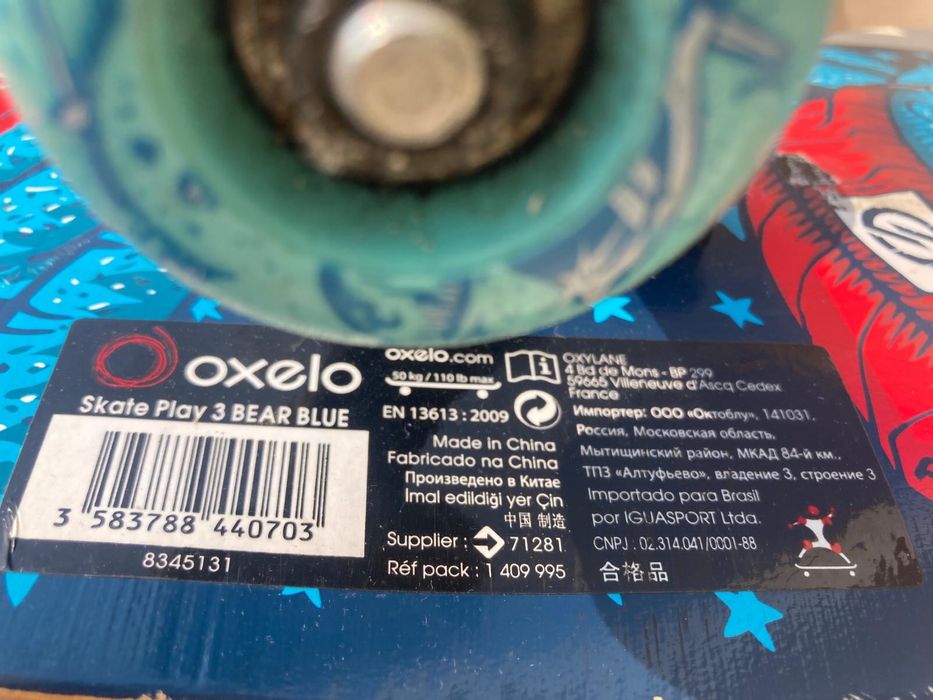 oxelo
Skate Play 3 BEAR BLUE
3 583788 440703
8345131
oxelo.com
50 kg / 110 lb max
EN 13613 : 2009
Made in China
Fabricado na China
Произведено в Китае
Imal edildiği yer Çin
中国 制造
Supplier : 71281
Réf pack : 1 409 995
OXYLANE
4 Bd de Mons - BP 299
59665 Villeneuve d'Ascq Cedex
France
Импортер: ООО «Октоблу», 141031,
Россия, Московская область,
Мытищинский район, МКАД 84-й км.,
ТПЗ «Алтуфьево», владение 3, строение 3
Importado para Brasil
por IGUASPORT Ltda.
CNPJ : 02.314.041/0001-88
合格品